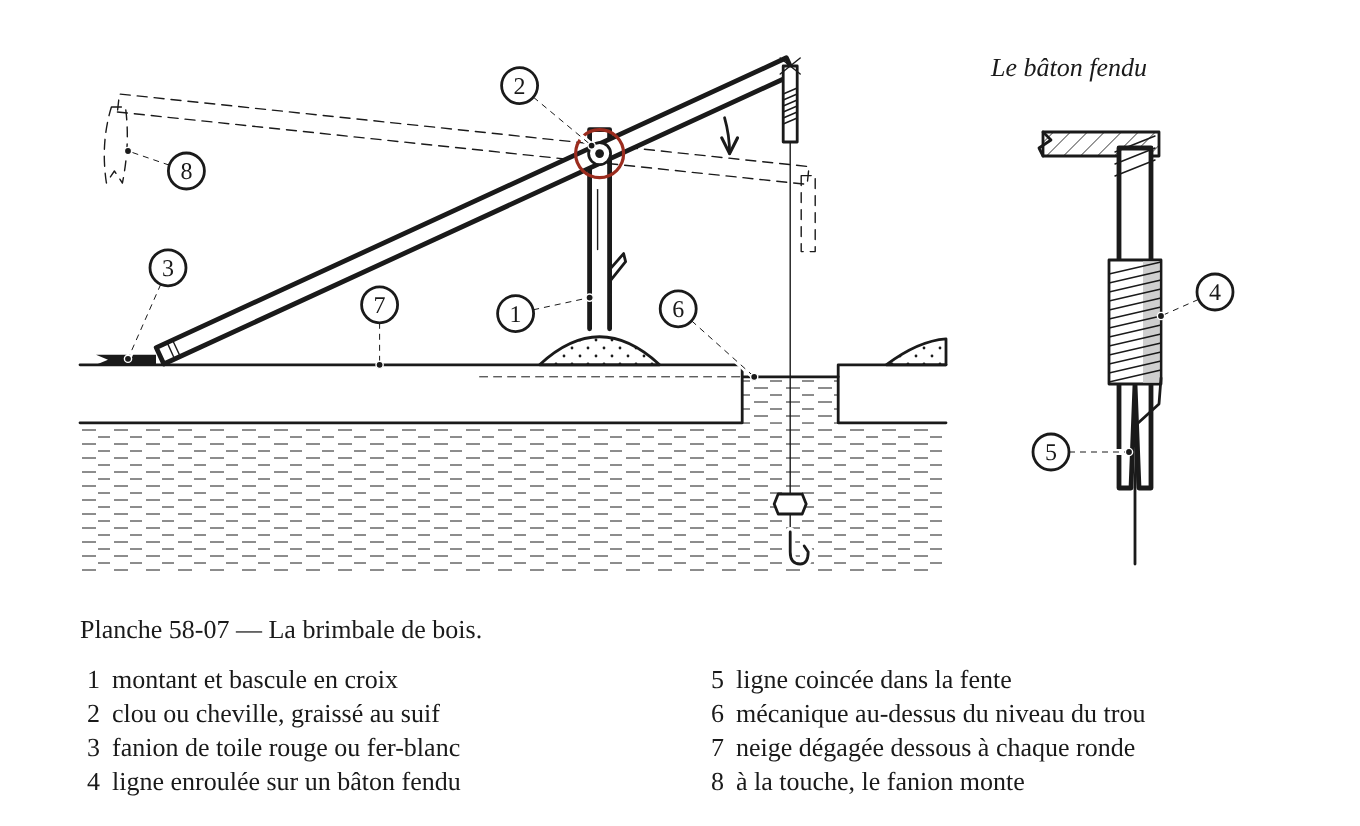 Le bâton fendu
2
8
3
7
1
6
4
5
Planche 58-07 — La brimbale de bois.
1 montant et bascule en croix
2 clou ou cheville, graissé au suif
3 fanion de toile rouge ou fer-blanc
4 ligne enroulée sur un bâton fendu
5 ligne coincée dans la fente
6 mécanique au-dessus du niveau du trou
7 neige dégagée dessous à chaque ronde
8 à la touche, le fanion monte